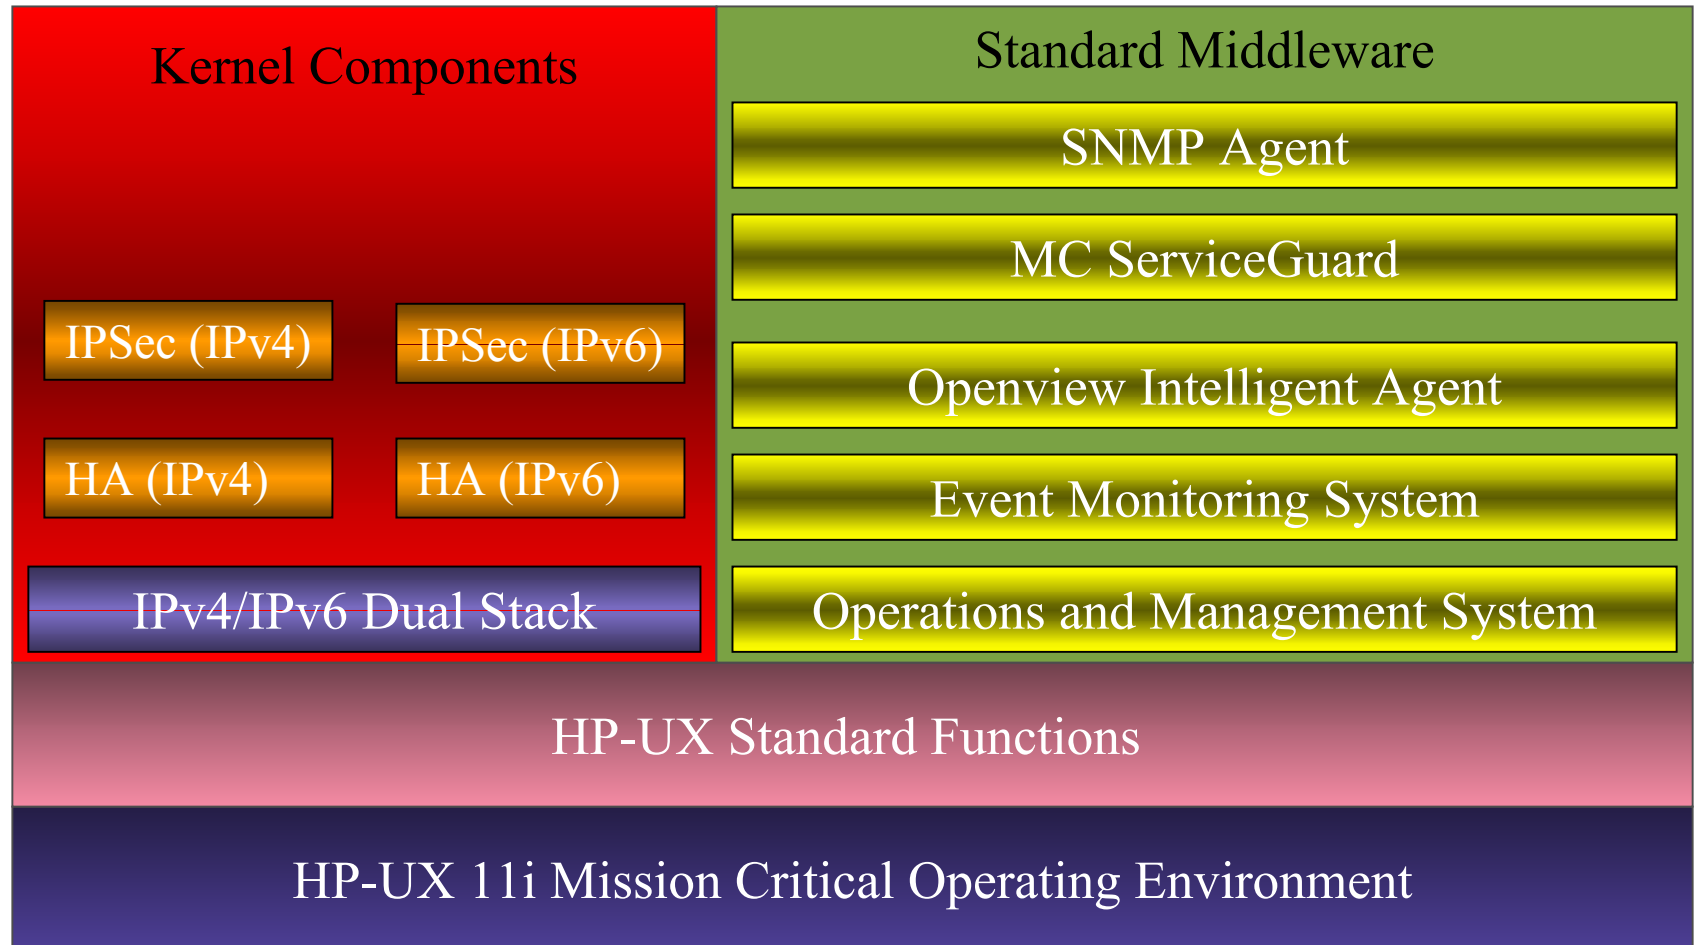 Kernel Components
IPSec (IPv4)
IPSec (IPv6)
HA (IPv4)
HA (IPv6)
IPv4/IPv6 Dual Stack
Standard Middleware
SNMP Agent
MC ServiceGuard
Openview Intelligent Agent
Event Monitoring System
Operations and Management System
HP-UX Standard Functions
HP-UX 11i Mission Critical Operating Environment